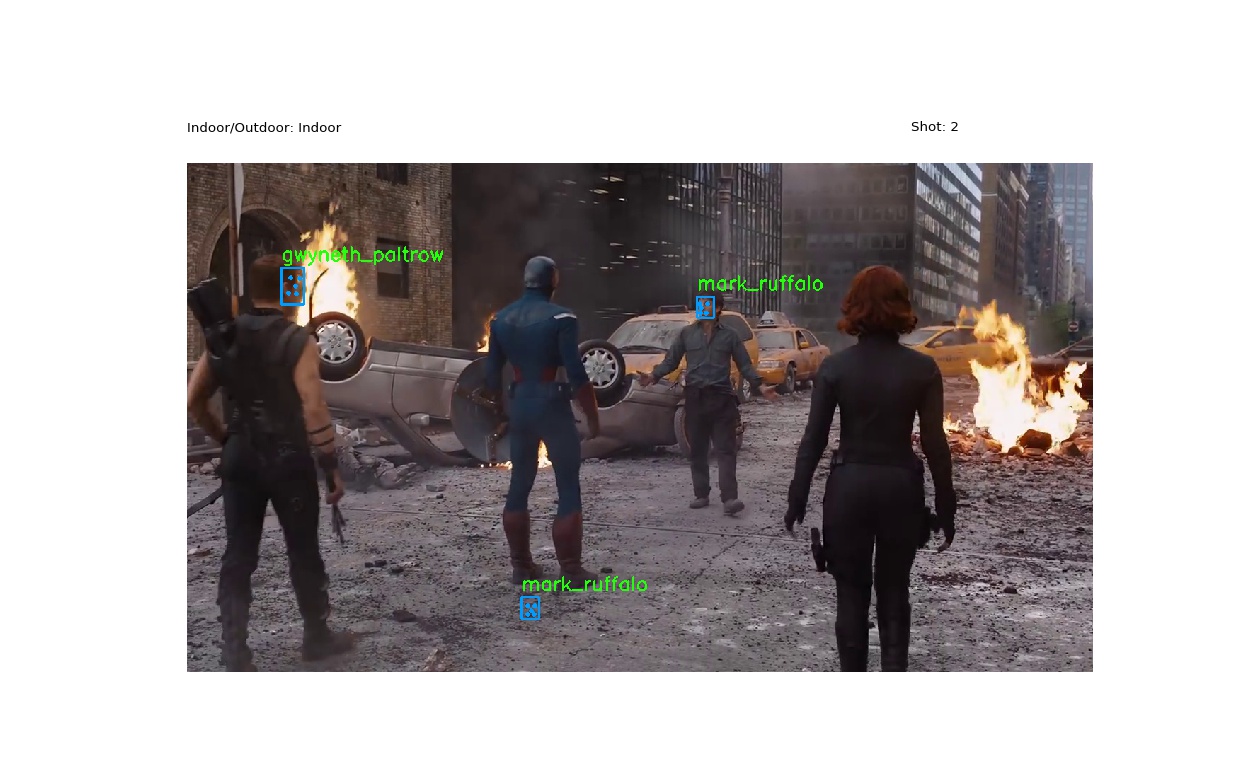 Indoor/Outdoor: Indoor
Shot: 2
gwyneth_paltrow
mark_ruffalo
mark_ruffalo